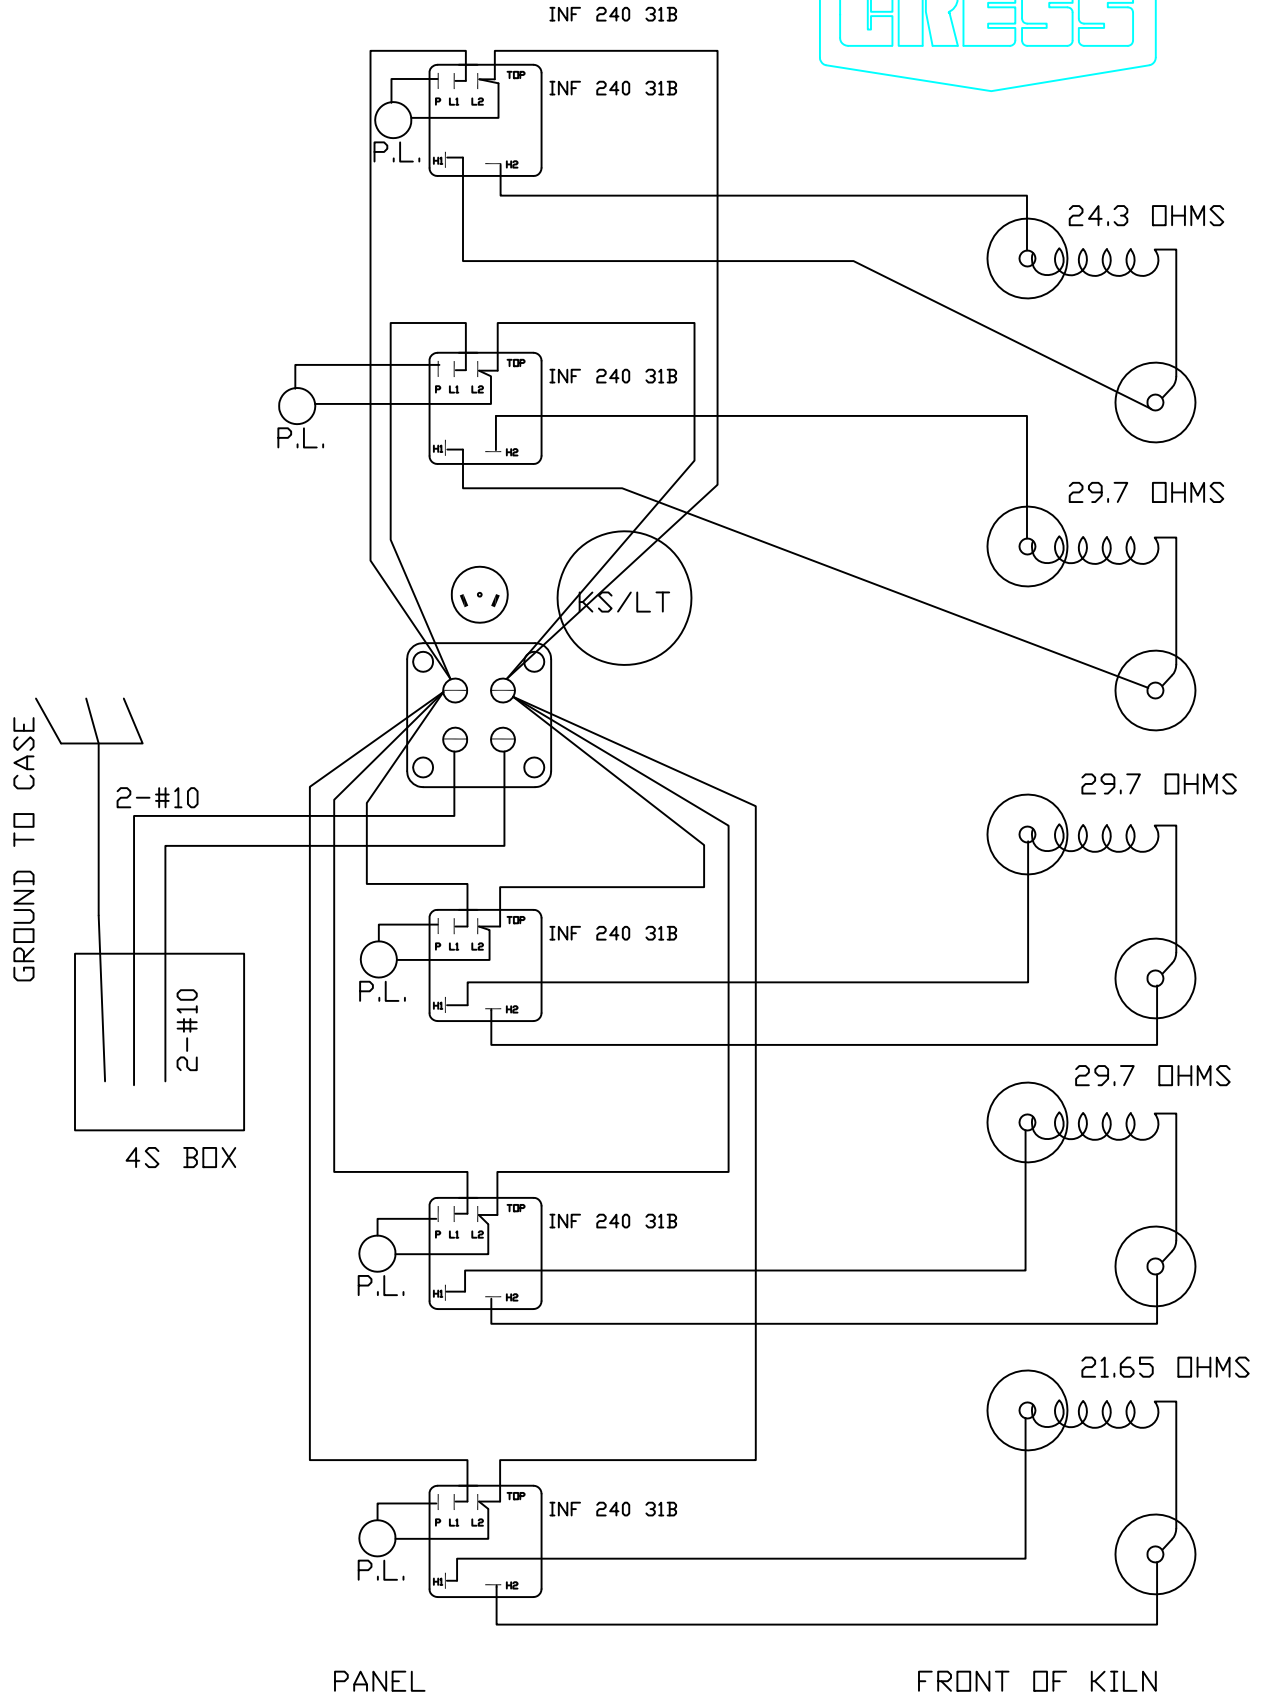 INF 240 31B
CRESS
TOP
INF 240 31B
P L1 L2
P.L.
H1
H2
24.3 OHMS
TOP
INF 240 31B
P L1 L2
P.L.
H1
H2
29.7 OHMS
KS/LT
GROUND TO CASE
2-#10
29.7 OHMS
TOP
INF 240 31B
P L1 L2
P.L.
H1
H2
2-#10
29.7 OHMS
4S BOX
TOP
INF 240 31B
P L1 L2
P.L.
H1
H2
21.65 OHMS
TOP
INF 240 31B
P L1 L2
P.L.
H1
H2
PANEL
FRONT OF KILN